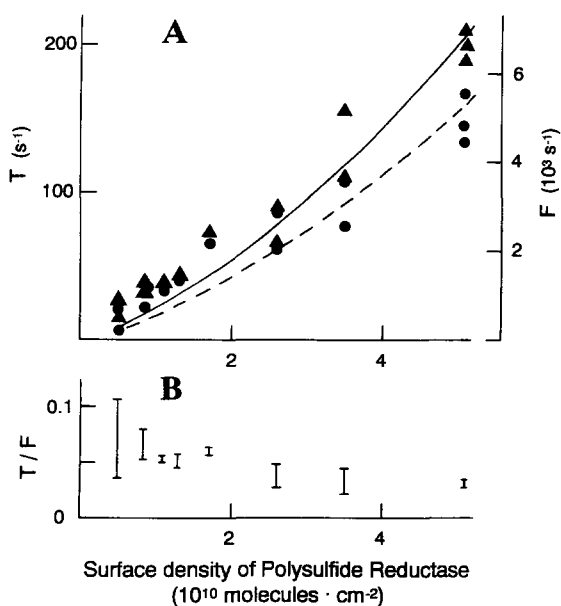 A
200
100
T (s-1)
6
4
2
F (10³ s-1)
2
4
B
0.1
0
T / F
2
4
Surface density of Polysulfide Reductase
(10¹⁰ molecules · cm-2)